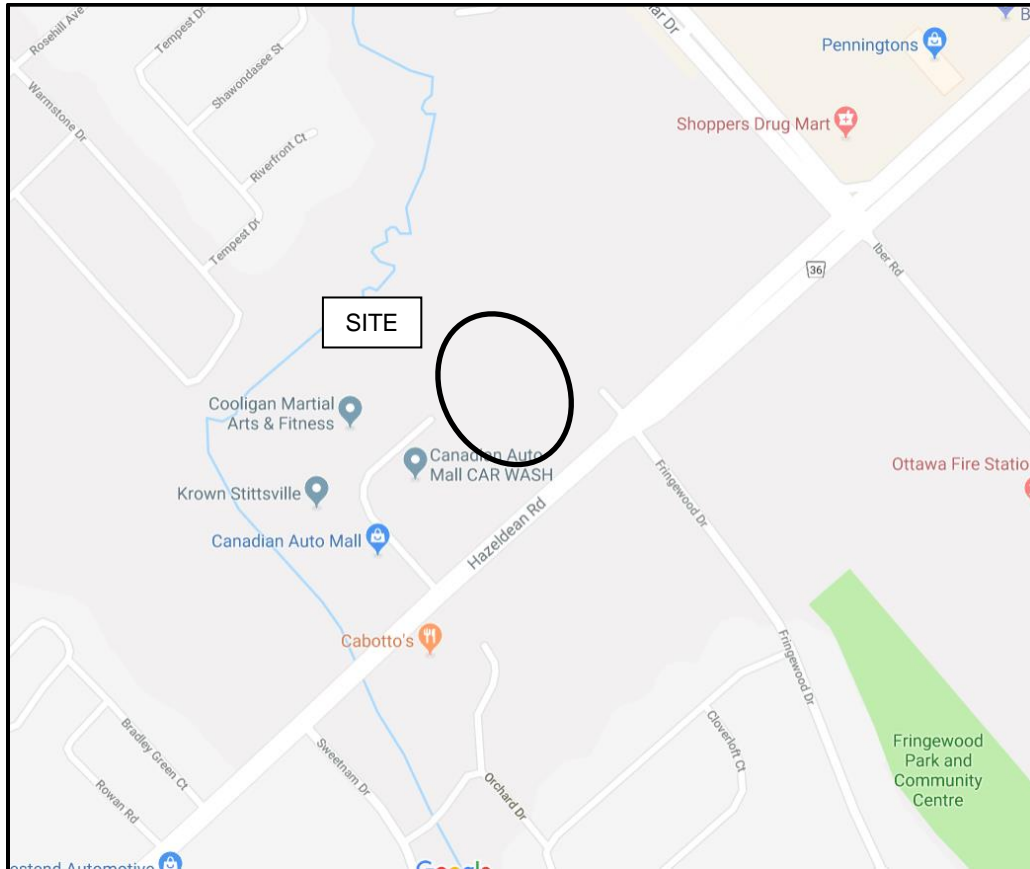 Rosehill Ave
Tempest Dr
Shawondasee St
Warmstone Dr
Riverfront Ct
Tempest Dr
Penningtons
Shoppers Drug Mart
Iber Rd
36
SITE
Cooligan Martial
Arts & Fitness
Canadian Auto
Mall CAR WASH
Krown Stittsville
Canadian Auto Mall
Hazeldean Rd
Fringewood Dr
Ottawa Fire Statio
Cabotto's
Fringewood Dr
Cloverloft Ct
Sweetnam Dr
Orchard Dr
Bradley Green Ct
Rowan Rd
Fringewood
Park and
Community
Centre
Automotive
Google